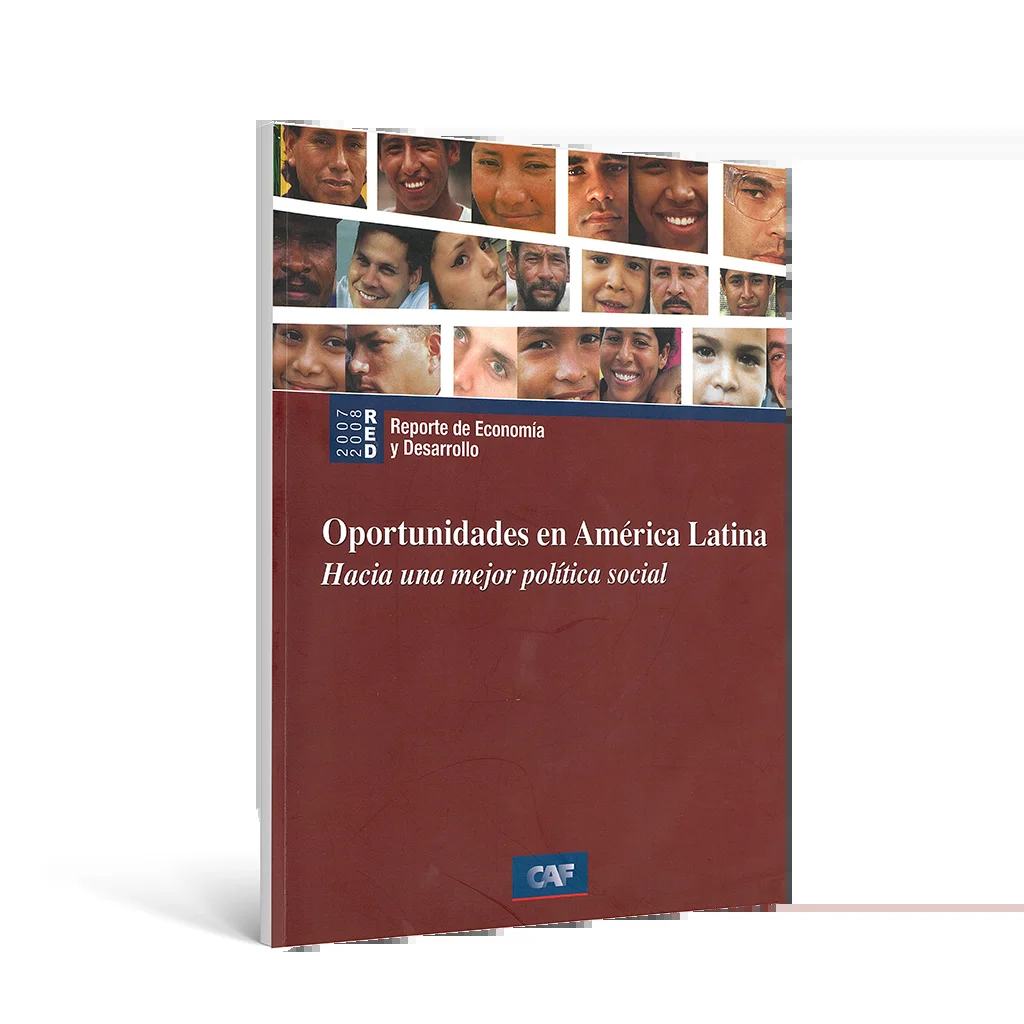 2007
2008
RED
Reporte de Economía
y Desarrollo
Oportunidades en América Latina
Hacia una mejor política social
CAF